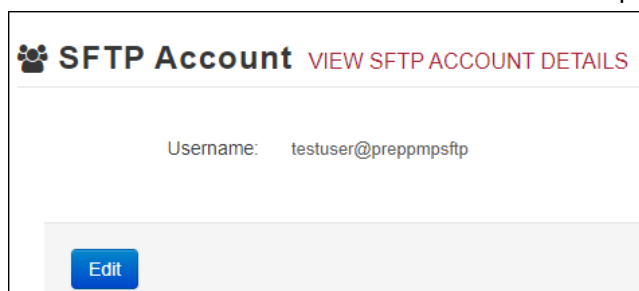 SFTP Account VIEW SFTP ACCOUNT DETAILS
Username: testuser@preppmpsftp
Edit